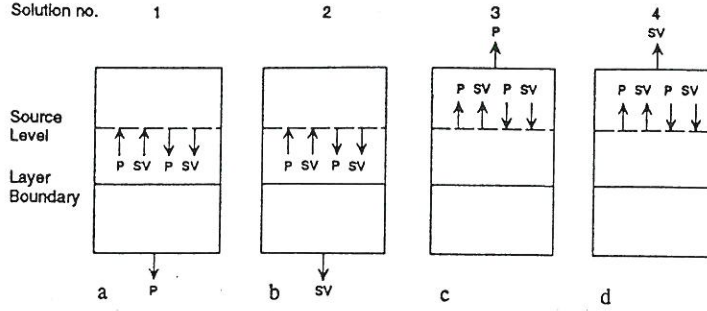 Solution no. 1 2 3 4
P SV
P SV P SV P SV P SV
Source
Level
P SV P SV P SV P SV
Layer
Boundary
a P b SV c d